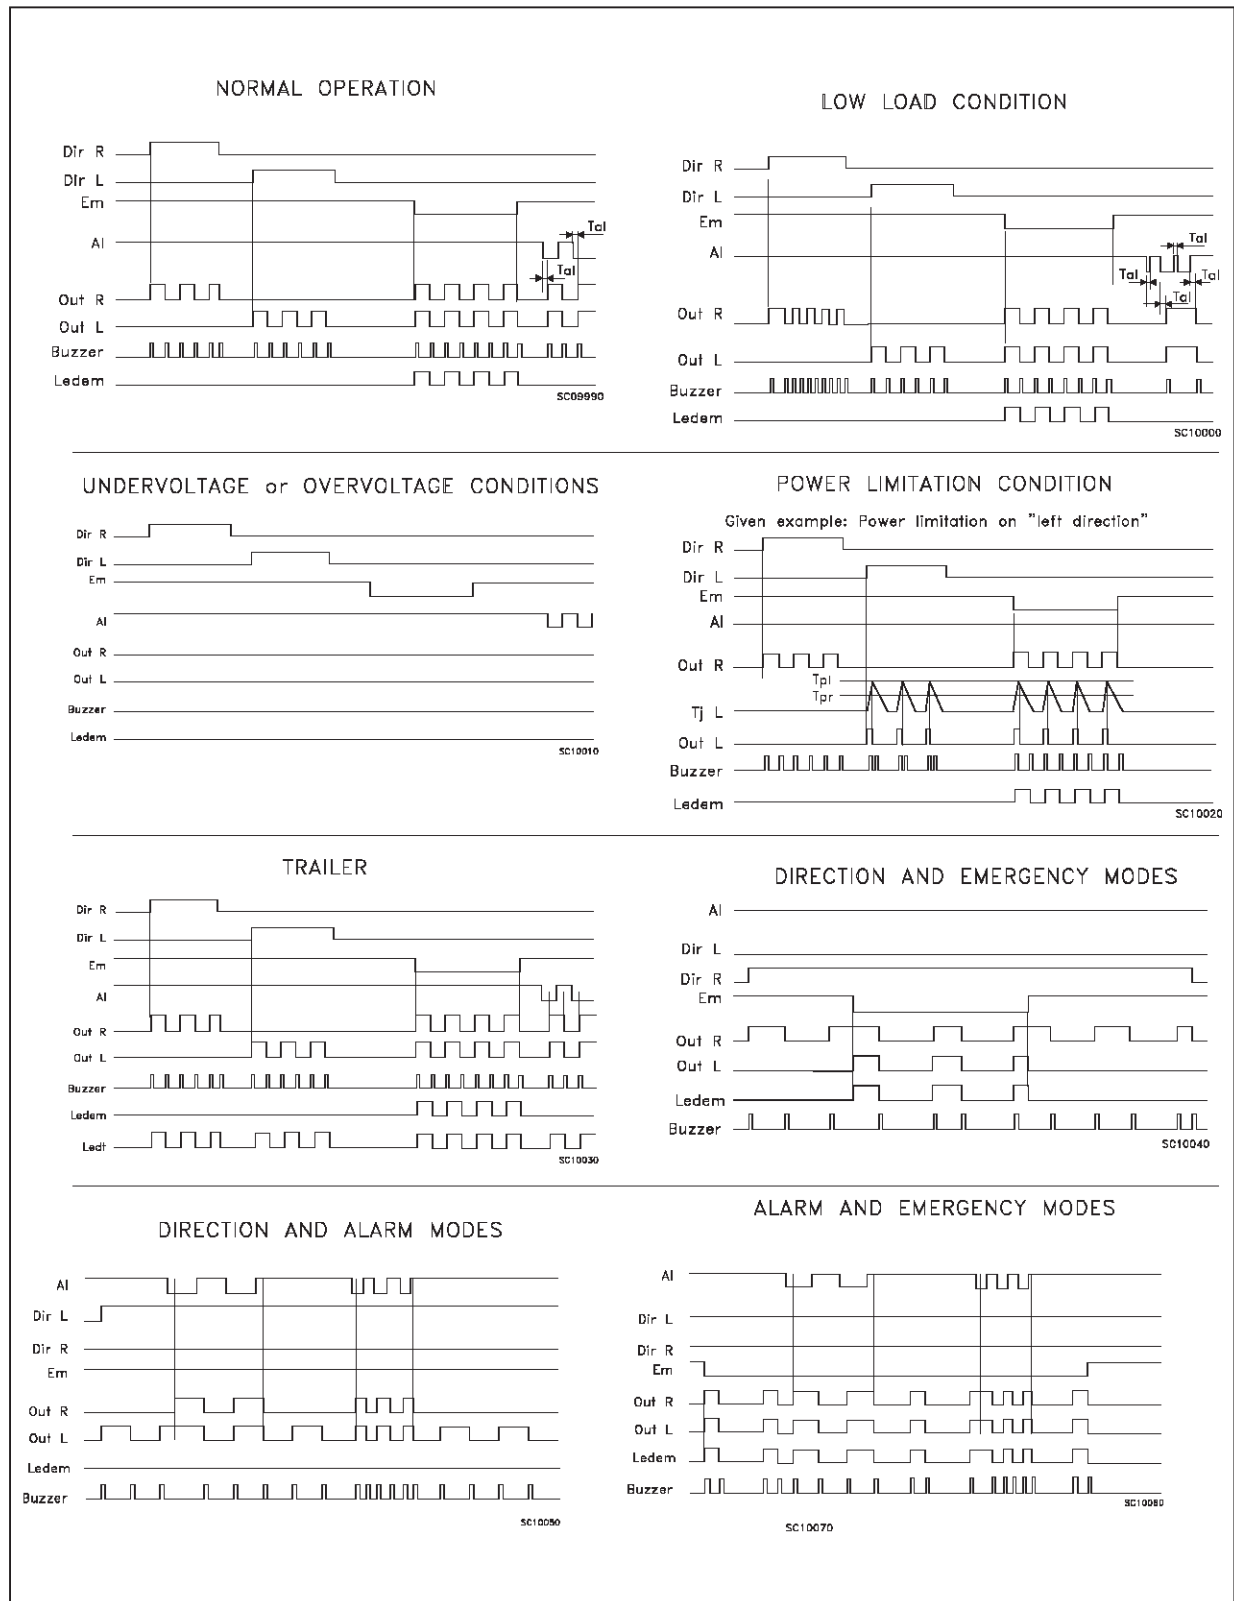 NORMAL OPERATION
Dir R
Dir L
Em
Al
Tal
Tal
Out R
Out L
Buzzer
Ledem
SC09990
LOW LOAD CONDITION
Dir R
Dir L
Em
Al
Tal
Tal
Tal
Tal
Out R
Out L
Buzzer
Ledem
SC10000
UNDERVOLTAGE or OVERVOLTAGE CONDITIONS
Dir R
Dir L
Em
Al
Out R
Out L
Buzzer
Ledem
SC10010
POWER LIMITATION CONDITION
Given example: Power limitation on "left direction"
Dir R
Dir L
Em
Al
Out R
Tpl
Tpr
Tj L
Out L
Buzzer
Ledem
SC10020
TRAILER
Dir R
Dir L
Em
Al
Out R
Out L
Buzzer
Ledem
Ledt
SC10030
DIRECTION AND EMERGENCY MODES
Al
Dir L
Dir R
Em
Out R
Out L
Ledem
Buzzer
SC10040
DIRECTION AND ALARM MODES
Al
Dir L
Dir R
Em
Out R
Out L
Ledem
Buzzer
SC10050
ALARM AND EMERGENCY MODES
Al
Dir L
Dir R
Em
Out R
Out L
Ledem
Buzzer
SC10060
SC10070